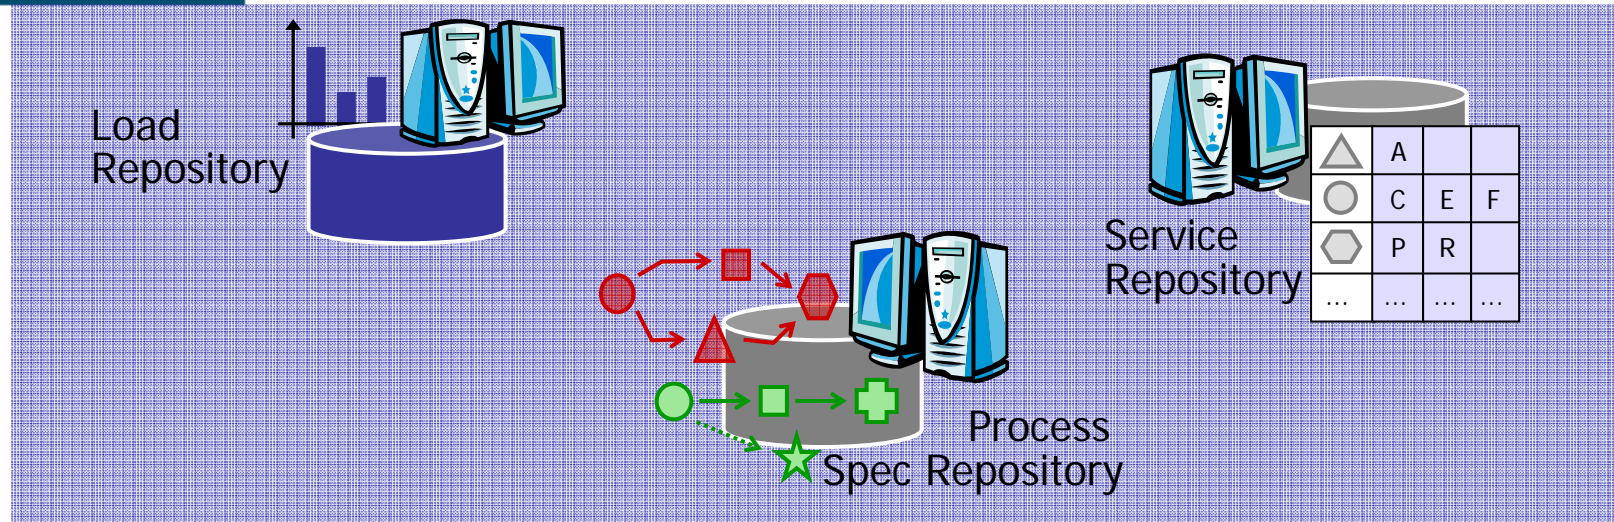 Load
Repository
Service
Repository
A
C E F
P R
... ... ... ...
Process
Spec Repository